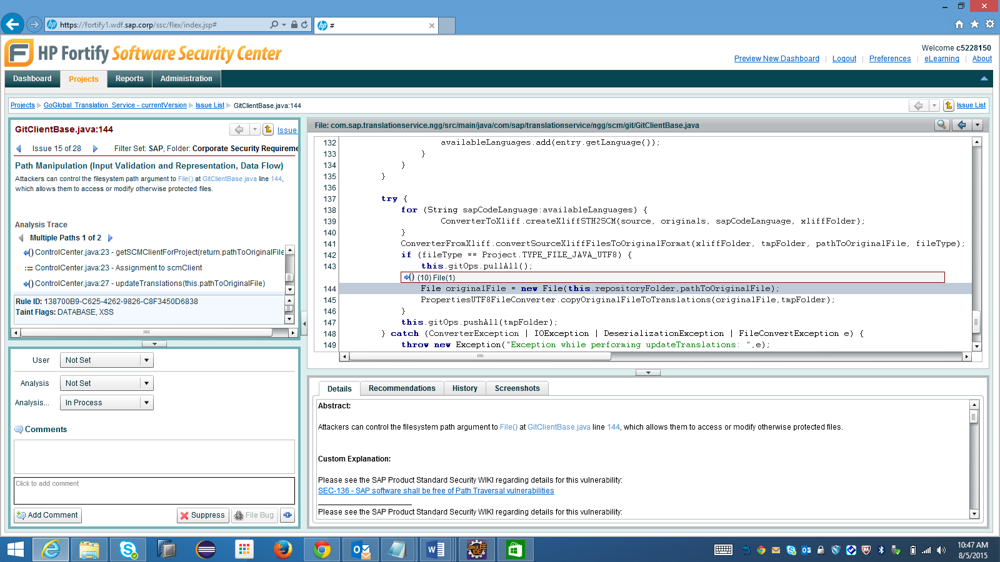 https://fortify1.wdf.sap.corp/ssc/flex/index.jsp#
#
HP Fortify Software Security Center
Welcome c5228150
Preview New Dashboard | Logout | Preferences | eLearning | About
Dashboard Projects Reports Administration
Projects GoGlobal Translation Service - currentVersion Issue List GitClientBase.java:144
Issue List
GitClientBase.java:144
Issue
Issue 15 of 28 Filter Set: SAP, Folder: Corporate Security Requireme
Path Manipulation (Input Validation and Representation, Data Flow)
Attackers can control the filesystem path argument to File() at GitClientBase.java line 144,
which allows them to access or modify otherwise protected files.
Analysis Trace
Multiple Paths 1 of 2
ControlCenter.java:23 - getSCMClientForProject(return.pathToOriginalFile
ControlCenter.java:23 - Assignment to scmClient
ControlCenter.java:27 - updateTranslations(this.pathToOriginalFile)
Rule ID: 138700B9-C625-4262-9826-C8F3450D6838
Taint Flags: DATABASE, XSS
User Not Set
Analysis Not Set
Analysis... In Process
Comments
Click to add comment
Add Comment Suppress File Bug
File: com.sap.translationservice.ngg/src/main/java/com/sap/translationservice/ngg/scm/git/GitClientBase.java
132 availableLanguages.add(entry.getLanguage());
133 }
134 }
135 }
136
137 try {
138 for (String sapCodeLanguage:availableLanguages) {
139 ConverterToXliff.createXliffSTH2SCM(source, originals, sapCodeLanguage, xliffFolder);
140 }
141 ConverterFromXliff.convertSourceXliffFilesToOriginalFormat(xliffFolder, tmpFolder, pathToOriginalFile, fileType);
142 if (fileType == Project.TYPE_FILE_JAVA_UTF8) {
143 this.gitOps.pullAll();
(10) File(1)
144 File originalFile = new File(this.repositoryFolder,pathToOriginalFile);
145 PropertiesUTF8FileConverter.copyOriginalFileToTranslations(originalFile,tmpFolder);
146 }
147 this.gitOps.pushAll(tmpFolder);
148 } catch (ConverterException | IOException | DeserializationException | FileConvertException e) {
149 throw new Exception("Exception while performing updateTranslations: ",e);
Details Recommendations History Screenshots
Abstract:
Attackers can control the filesystem path argument to File() at GitClientBase.java line 144, which allows them to access or modify otherwise protected files.
Custom Explanation:
Please see the SAP Product Standard Security WIKI regarding details for this vulnerability:
SEC-136 - SAP software shall be free of Path Traversal vulnerabilities
Please see the SAP Product Standard Security WIKI regarding details for this vulnerability:
Java EE
IDE
10:47 AM
8/5/2015